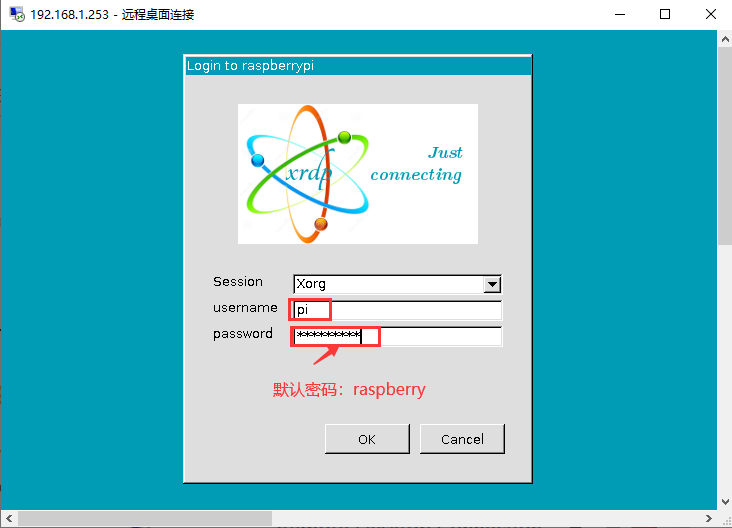 192.168.1.253 - 远程桌面连接
Login to raspberrypi
xrdp
Just
connecting
Session
Xorg
username
pi
password
*********
默认密码：raspberry
OK
Cancel